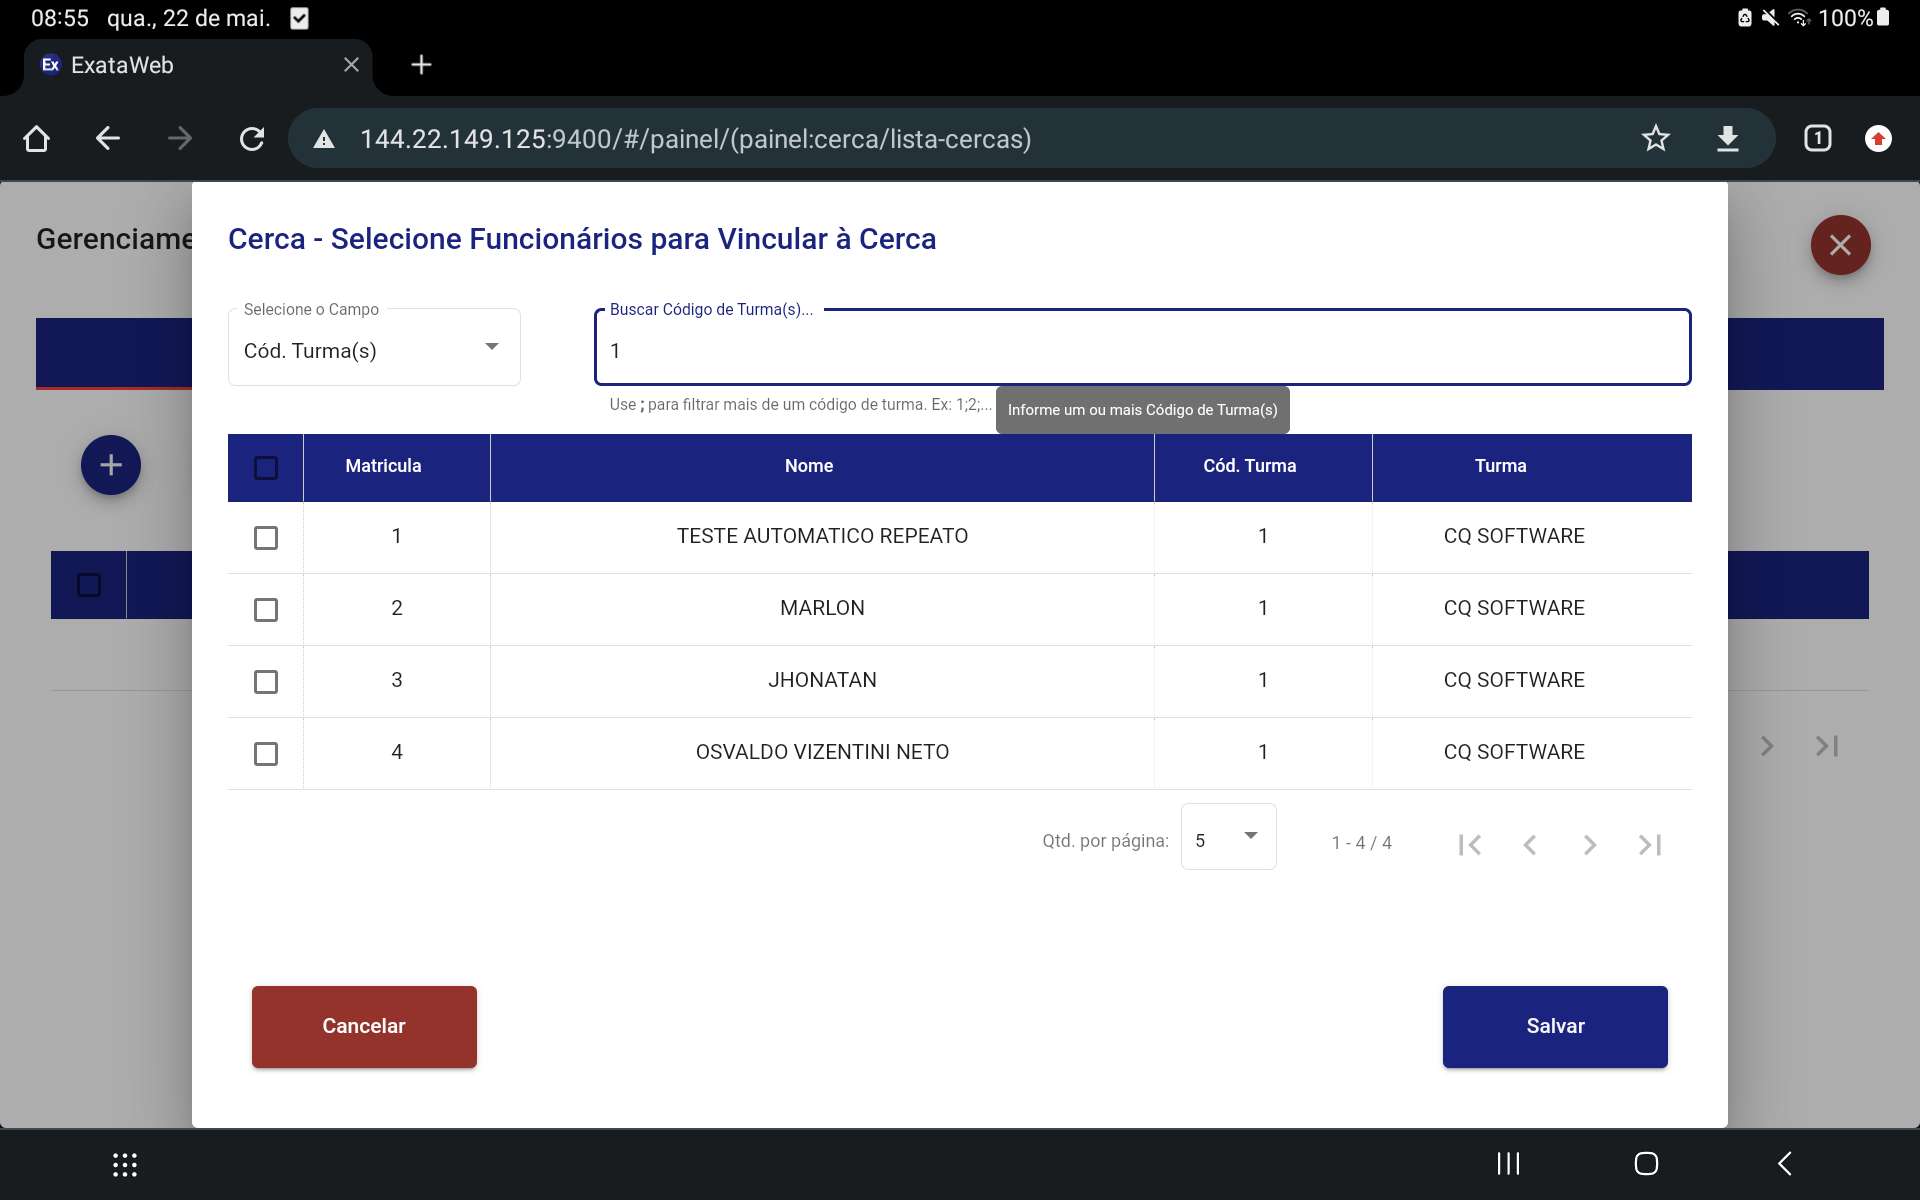 08:55 qua., 22 de mai. 100%
Ex ExataWeb
144.22.149.125:9400/#/painel/(painel:cerca/lista-cercas) 1
Gerenciame
Cerca - Selecione Funcionários para Vincular à Cerca
Selecione o Campo
Cód. Turma(s)
Buscar Código de Turma(s)...
1
Use ; para filtrar mais de um código de turma. Ex: 1;2;...
Informe um ou mais Código de Turma(s)
Matricula Nome Cód. Turma Turma
1 TESTE AUTOMATICO REPEATO 1 CQ SOFTWARE
2 MARLON 1 CQ SOFTWARE
3 JHONATAN 1 CQ SOFTWARE
4 OSVALDO VIZENTINI NETO 1 CQ SOFTWARE
Qtd. por página: 5 1 - 4 / 4
Cancelar Salvar